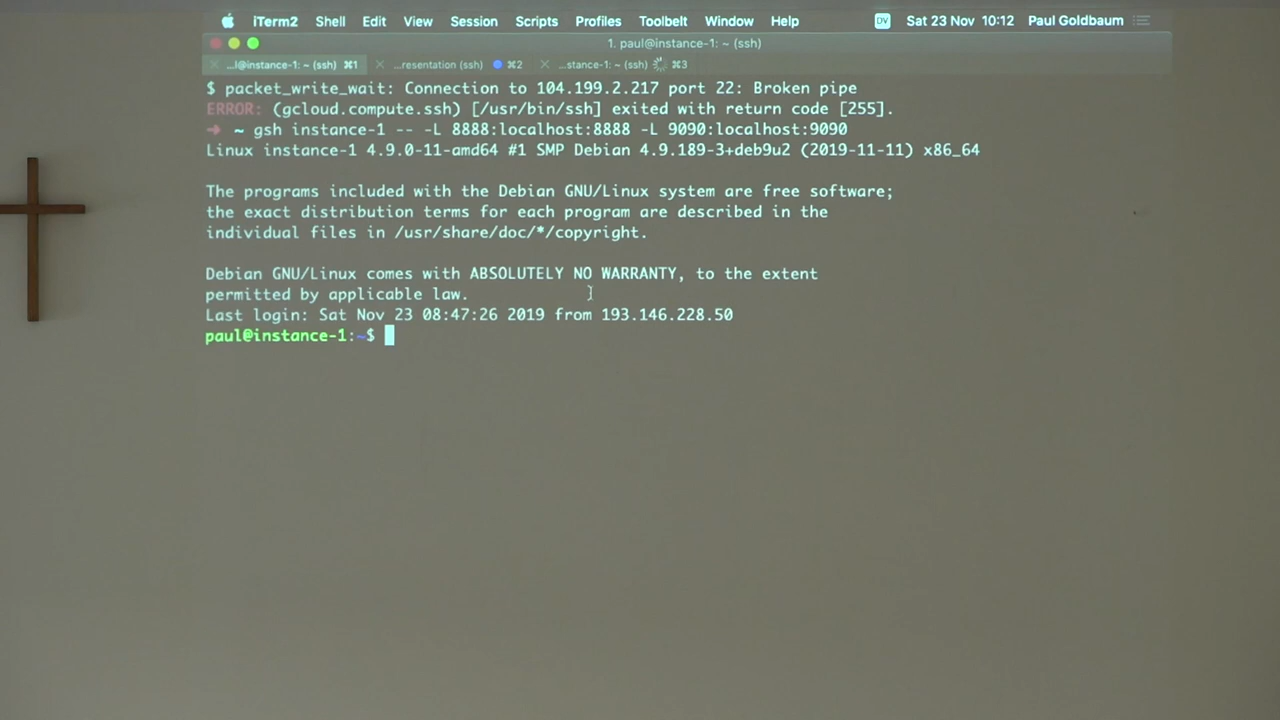 iTerm2 Shell Edit View Session Scripts Profiles Toolbelt Window Help DV Sat 23 Nov 10:12 Paul Goldbaum
1. paul@instance-1: ~ (ssh)
...l@instance-1: ~ (ssh) ⌘1 ...resentation (ssh) ⌘2 ...stance-1: ~ (ssh) ⌘3
$ packet_write_wait: Connection to 104.199.2.217 port 22: Broken pipe
ERROR: (gcloud.compute.ssh) [/usr/bin/ssh] exited with return code [255].
➜ ~ gsh instance-1 -- -L 8888:localhost:8888 -L 9090:localhost:9090
Linux instance-1 4.9.0-11-amd64 #1 SMP Debian 4.9.189-3+deb9u2 (2019-11-11) x86_64
The programs included with the Debian GNU/Linux system are free software;
the exact distribution terms for each program are described in the
individual files in /usr/share/doc/*/copyright.
Debian GNU/Linux comes with ABSOLUTELY NO WARRANTY, to the extent
permitted by applicable law.
Last login: Sat Nov 23 08:47:26 2019 from 193.146.228.50
paul@instance-1:~$